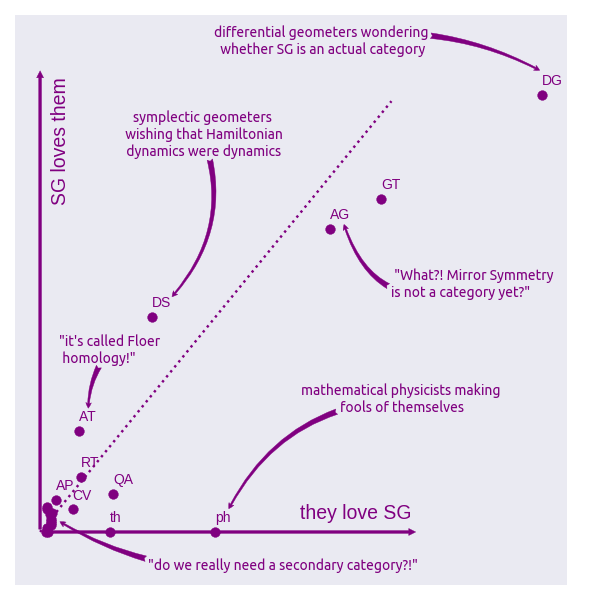 differential geometers wondering
whether SG is an actual category
DG
SG loves them
symplectic geometers
wishing that Hamiltonian
dynamics were dynamics
GT
AG
"What?! Mirror Symmetry
is not a category yet?"
DS
"it's called Floer
homology!"
mathematical physicists making
fools of themselves
AT
RT
QA
AP
CV
th
ph
they love SG
"do we really need a secondary category?!"